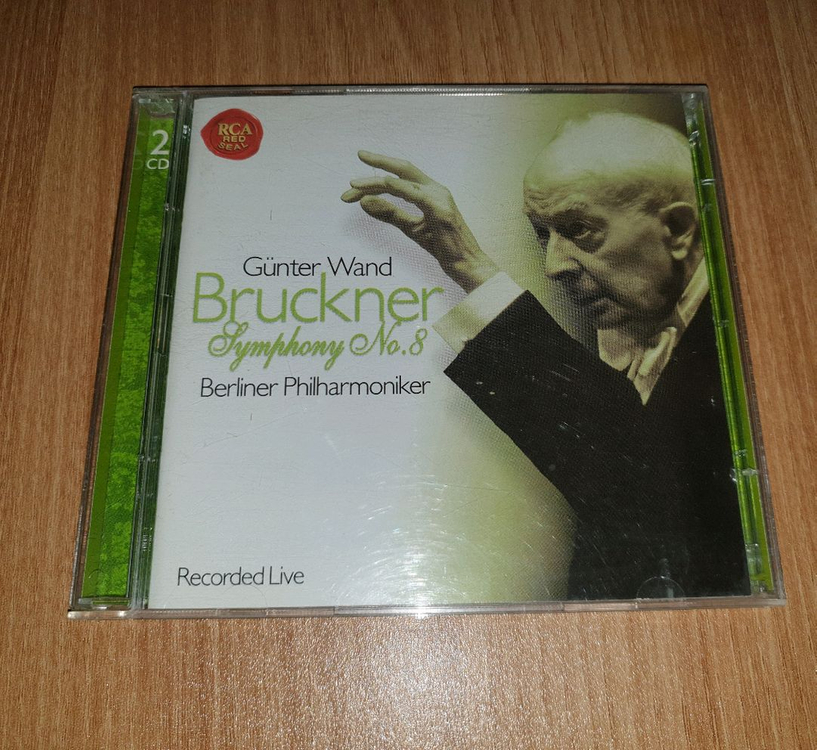 2
CD
RCA
RED
SEAL
Günter Wand
Bruckner
Symphony No.8
Berliner Philharmoniker
Recorded Live